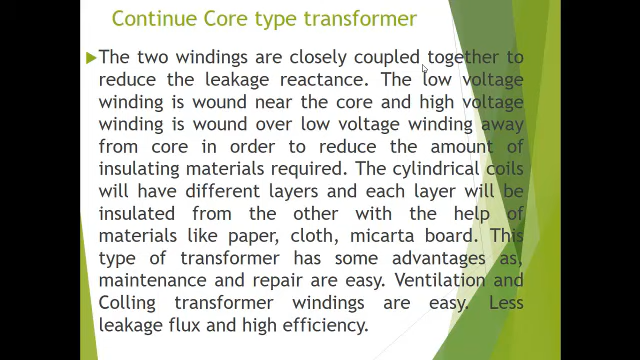 Continue Core type transformer
The two windings are closely coupled together to
reduce the leakage reactance. The low voltage
winding is wound near the core and high voltage
winding is wound over low voltage winding away
from core in order to reduce the amount of
insulating materials required. The cylindrical coils
will have different layers and each layer will be
insulated from the other with the help of
materials like paper, cloth, micarta board. This
type of transformer has some advantages as,
maintenance and repair are easy. Ventilation and
Colling transformer windings are easy. Less
leakage flux and high efficiency.